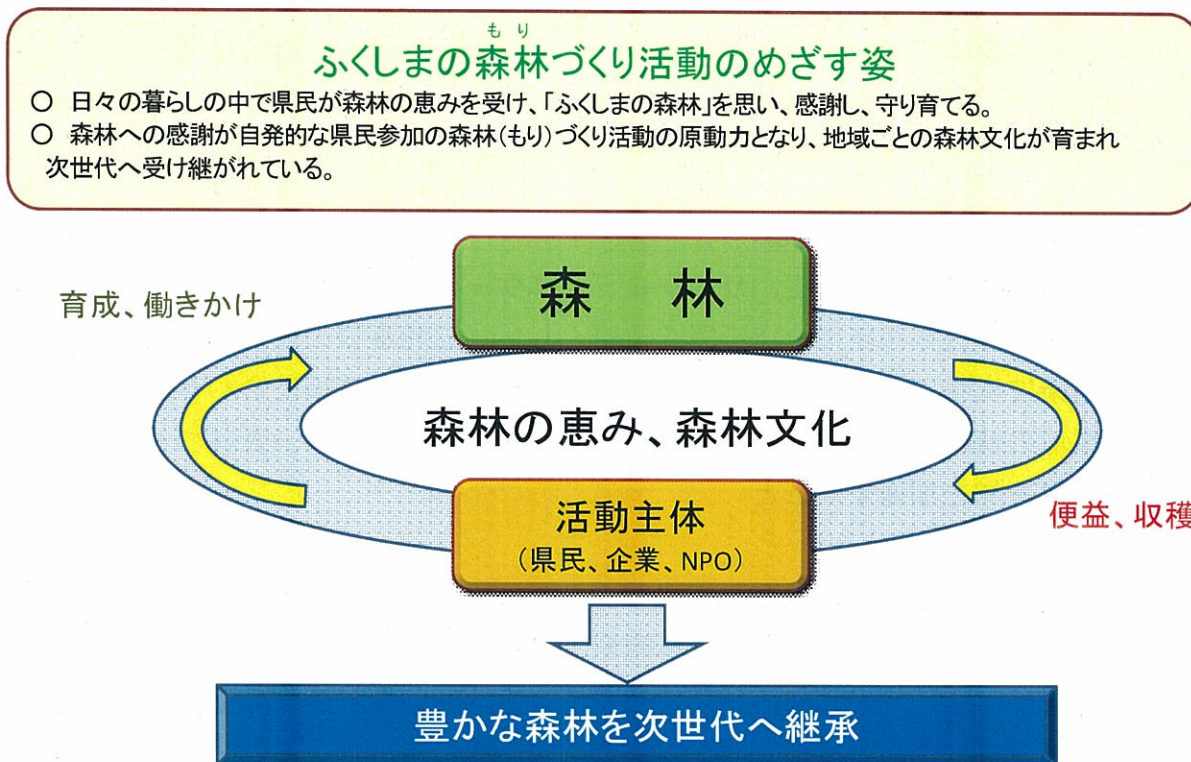 もり
ふくしまの森林づくり活動のめざす姿
○ 日々の暮らしの中で県民が森林の恵みを受け、「ふくしまの森林」を思い、感謝し、守り育てる。
○ 森林への感謝が自発的な県民参加の森林(もり)づくり活動の原動力となり、地域ごとの森林文化が育まれ
次世代へ受け継がれている。
森 林
育成、働きかけ
森林の恵み、森林文化
活動主体
(県民、企業、NPO)
便益、収穫
豊かな森林を次世代へ継承